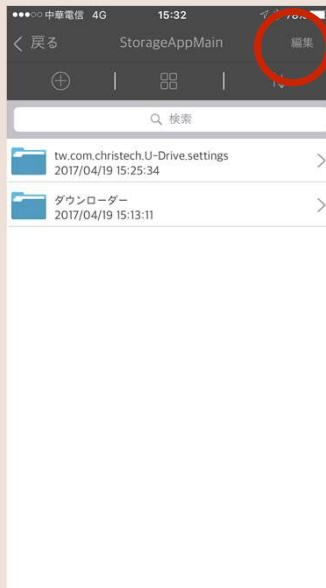 中華電信 4G 15:32
戻る StorageAppMain 編集
検索
tw.com.christech.U-Drive.settings
2017/04/19 15:25:34
ダウンローダー
2017/04/19 15:13:11